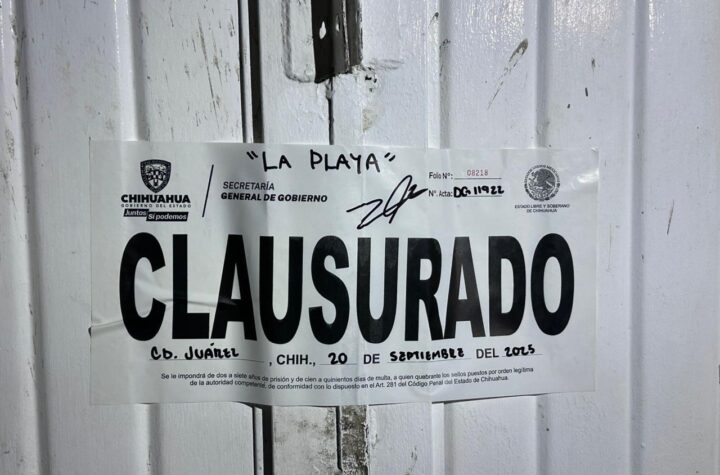 "LA PLAYA"
CHIHUAHUA
GOBIERNO DEL ESTADO
Juntos Sí podemos
SECRETARÍA
GENERAL DE GOBIERNO
Folio Nº: 08218
Nº. Acta: DG 11922
ESTADO LIBRE Y SOBERANO
DE CHIHUAHUA
CLAUSURADO
CD. JUÁREZ , CHIH., 20 DE SEPTIEMBRE DEL 2025
Se le impondrá de dos a siete años de prisión y de cien a quinientos días de multa, a quien quebrante los sellos puestos por orden legítima
de la autoridad competente, de conformidad con lo dispuesto en el Art. 281 del Código Penal del Estado de Chihuahua.